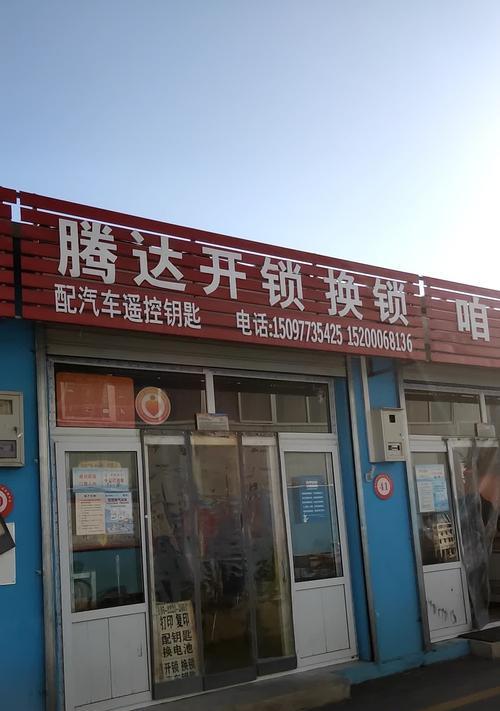 腾达开锁 换锁
配汽车遥控钥匙 电话:15097735425 15200068136
咱
41
打印 复印
配钥匙
换电池
开锁 换锁